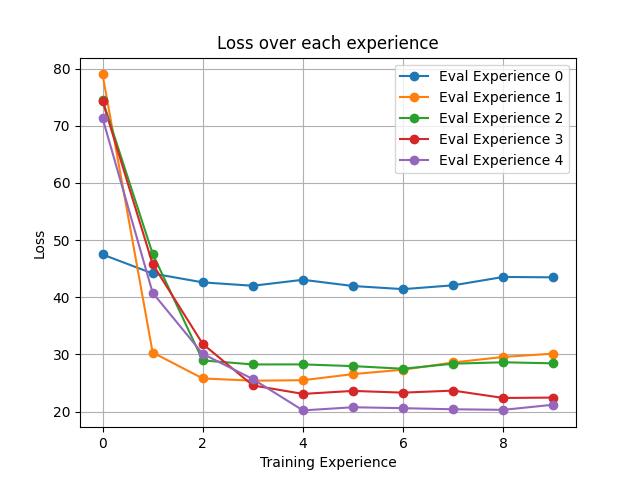 Loss over each experience
80
70
60
50
40
30
20
Loss
Eval Experience 0
Eval Experience 1
Eval Experience 2
Eval Experience 3
Eval Experience 4
0 2 4 6 8
Training Experience